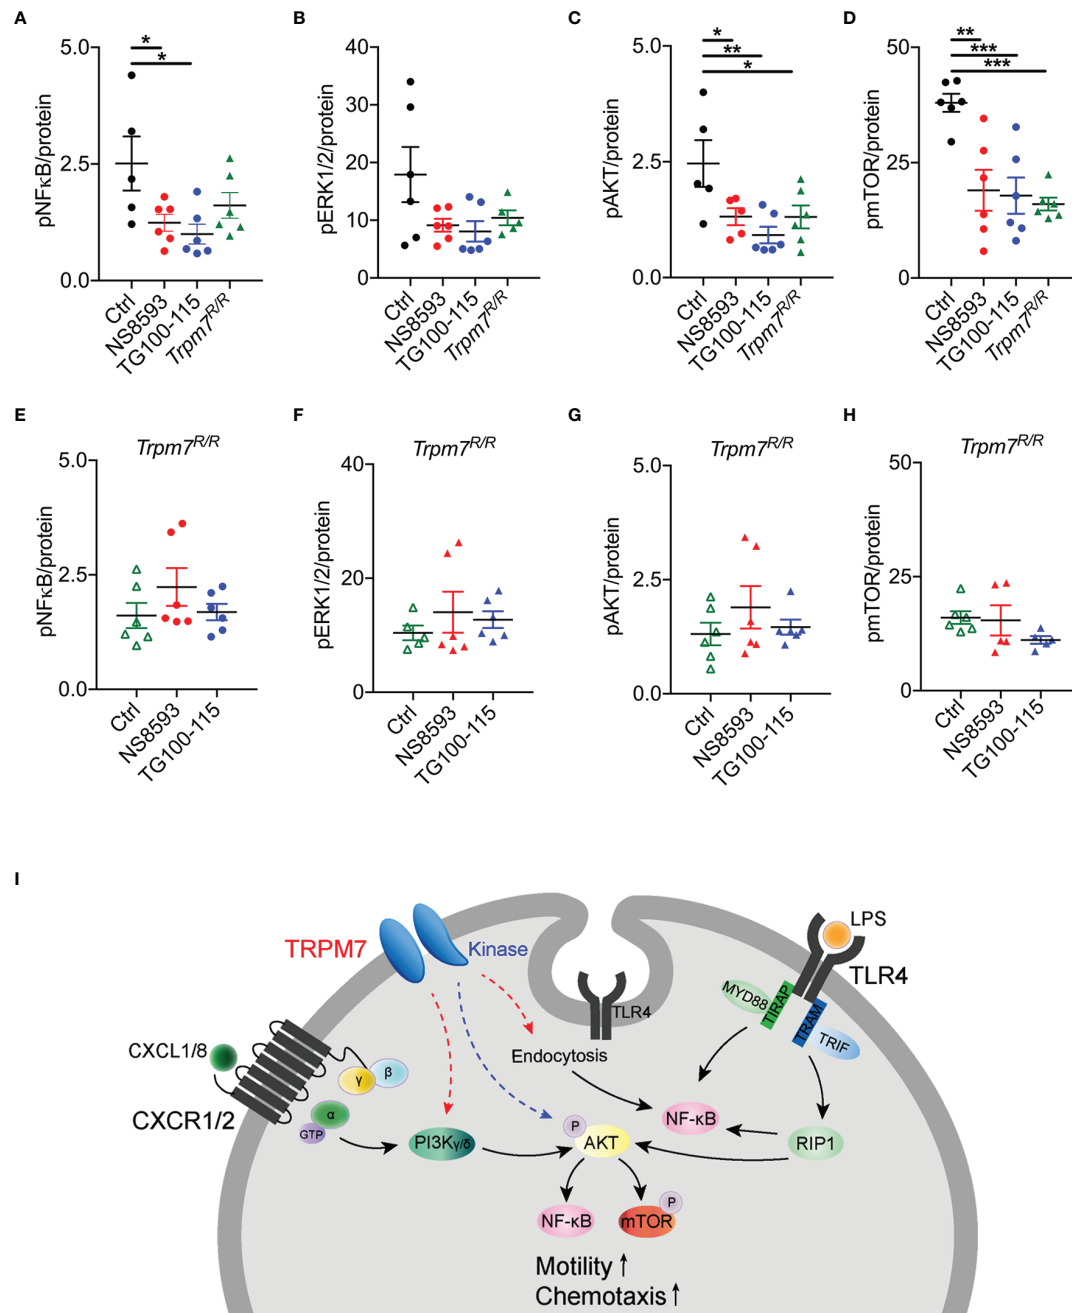 A
B
C
D
pNFκB/protein
5.0
2.5
0.0
*
*
Ctrl
NS8593
TG100-115
Trpm7R/R
pERK1/2/protein
40
30
20
10
0
Ctrl
NS8593
TG100-115
Trpm7R/R
pAKT/protein
5.0
2.5
0.0
*
**
*
Ctrl
NS8593
TG100-115
Trpm7R/R
pmTOR/protein
50
25
0
**
***
***
Ctrl
NS8593
TG100-115
Trpm7R/R
E
F
G
H
Trpm7R/R
pNFκB/protein
5.0
2.5
0.0
Ctrl
NS8593
TG100-115
Trpm7R/R
pERK1/2/protein
40
20
0
Ctrl
NS8593
TG100-115
Trpm7R/R
pAKT/protein
5.0
2.5
0.0
Ctrl
NS8593
TG100-115
Trpm7R/R
pmTOR/protein
50
25
0
Ctrl
NS8593
TG100-115
I
TRPM7
Kinase
LPS
TLR4
TLR4
MYD88
TIRAP
TRAM
TRIF
CXCL1/8
CXCR1/2
γ
β
α
GTP
Endocytosis
PI3Kγ/δ
P
AKT
NF-κB
RIP1
NF-κB
mTOR
P
Motility ↑
Chemotaxis ↑